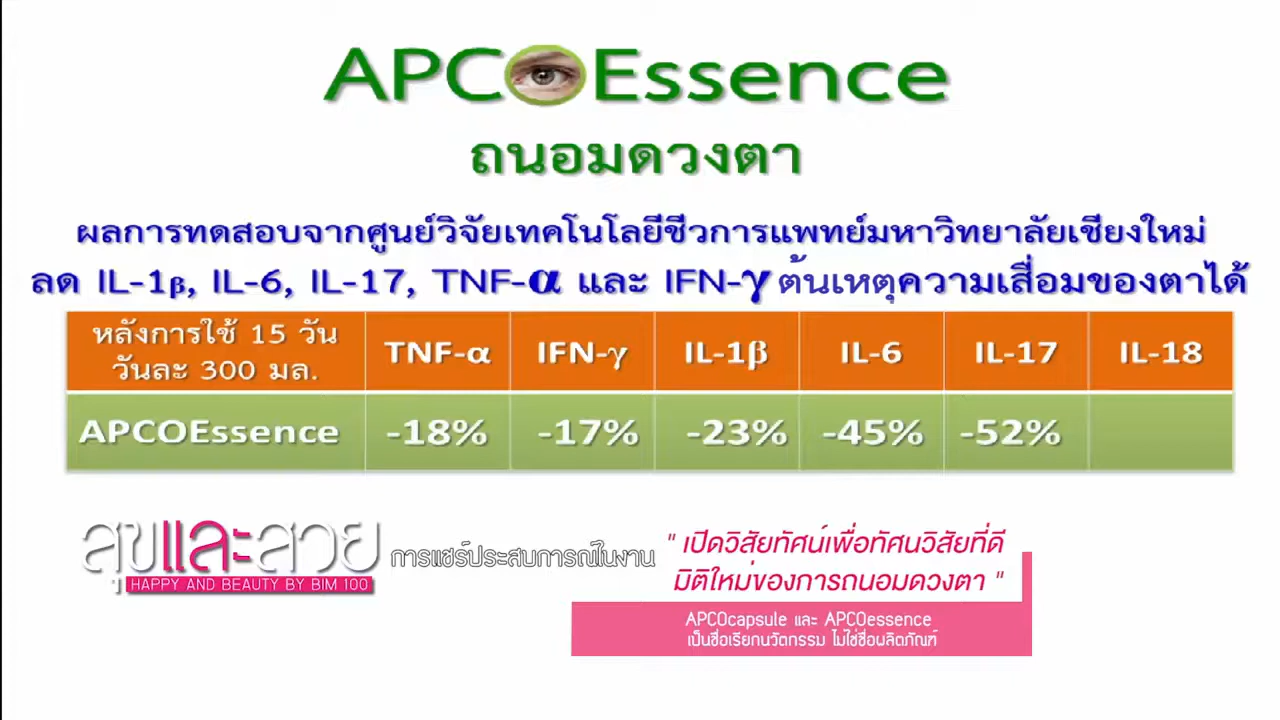 APCOEssence
ถนอมดวงตา
ผลการทดสอบจากศูนย์วิจัยเทคโนโลยีชีวการแพทย์มหาวิทยาลัยเชียงใหม่
ลด IL-1β, IL-6, IL-17, TNF-α และ IFN-γ ต้นเหตุความเสื่อมของตาได้
หลังการใช้ 15 วัน
วันละ 300 มล.
TNF-α IFN-γ IL-1β IL-6 IL-17 IL-18
APCOEssence -18% -17% -23% -45% -52%
สุขและสวย
HAPPY AND BEAUTY BY BIM 100
การแชร์ประสบการณ์ในงาน
" เปิดวิสัยทัศน์เพื่อทัศนวิสัยที่ดี
มิติใหม่ของการถนอมดวงตา "
APCOcapsule และ APCOessence
เป็นชื่อเรียกนวัตกรรม ไม่ใช่ชื่อผลิตภัณฑ์